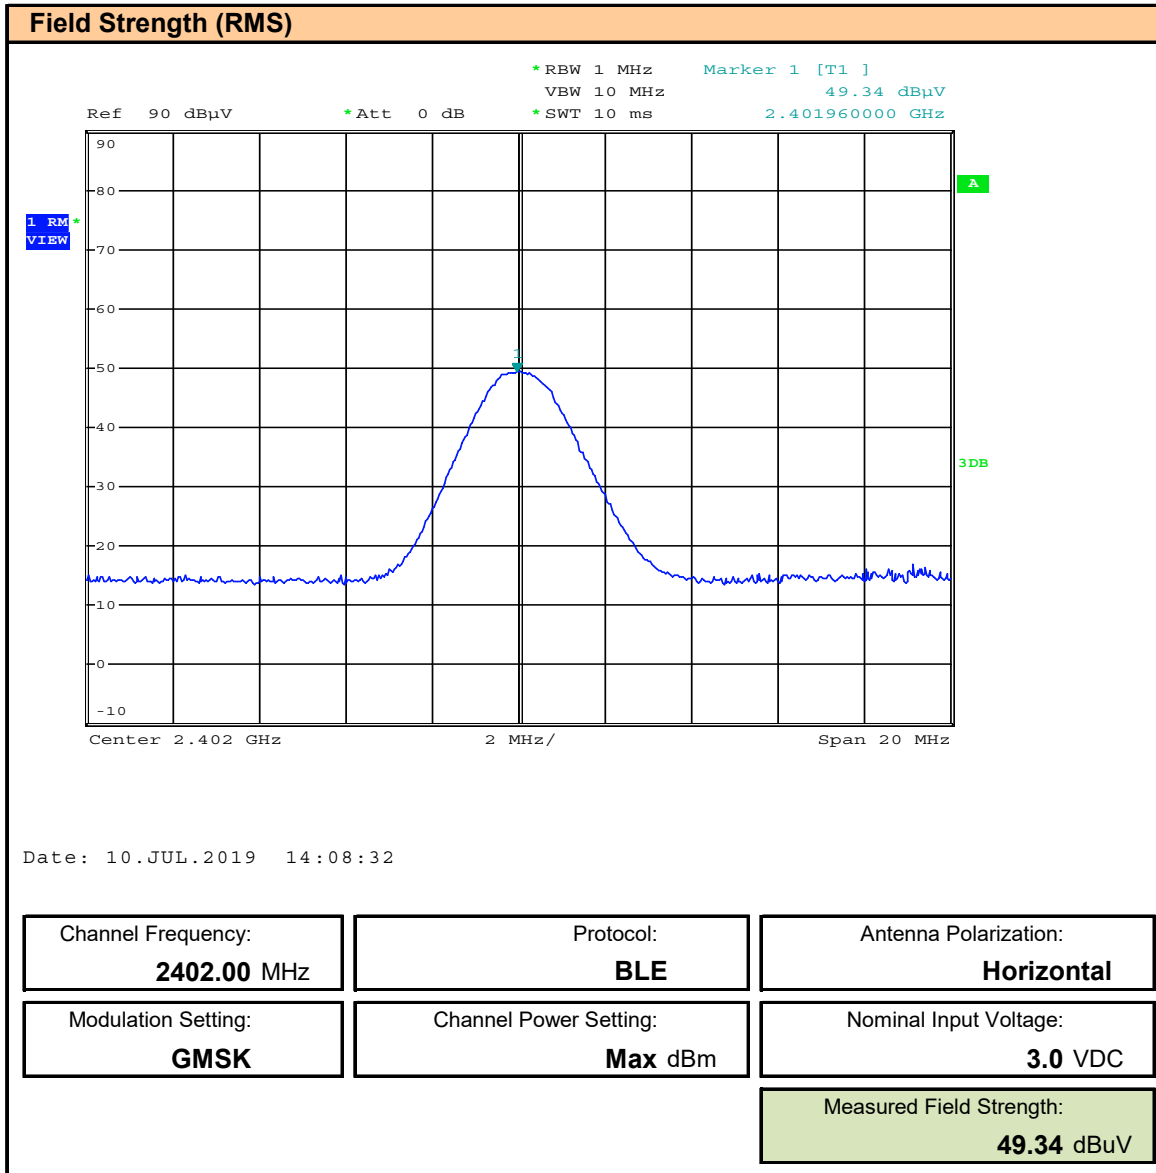 Field Strength (RMS)
*RBW 1 MHz Marker 1 [T1 ]
VBW 10 MHz 49.34 dBµV
Ref 90 dBµV *Att 0 dB *SWT 10 ms 2.401960000 GHz
90
80
A
1 RM *
VIEW
70
60
1
50
40
3DB
30
20
10
0
-10
Center 2.402 GHz 2 MHz/ Span 20 MHz
Date: 10.JUL.2019 14:08:32
Channel Frequency: Protocol: Antenna Polarization:
2402.00 MHz BLE Horizontal
Modulation Setting: Channel Power Setting: Nominal Input Voltage:
GMSK Max dBm 3.0 VDC
Measured Field Strength:
49.34 dBuV